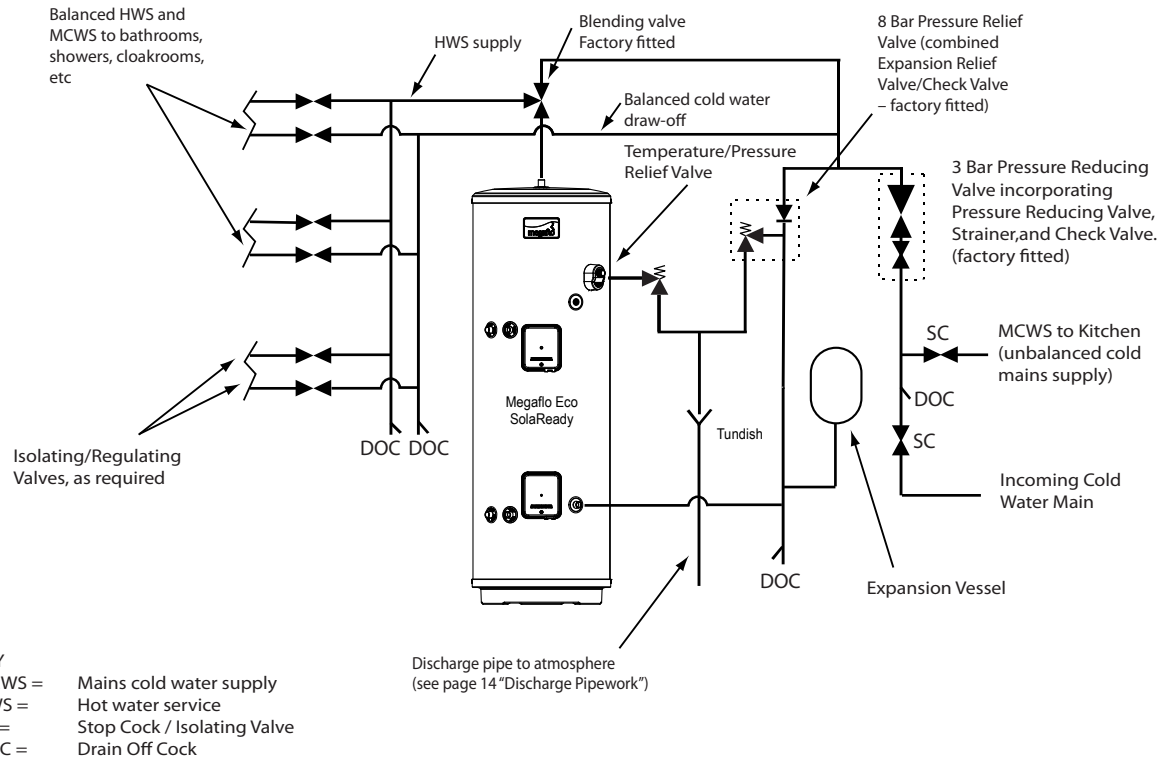 Balanced HWS and
MCWS to bathrooms,
showers, cloakrooms,
etc
HWS supply
Blending valve
Factory fitted
8 Bar Pressure Relief
Valve (combined
Expansion Relief
Valve/Check Valve
– factory fitted)
Balanced cold water
draw-off
Temperature/Pressure
Relief Valve
3 Bar Pressure Reducing
Valve incorporating
Pressure Reducing Valve,
Strainer,and Check Valve.
(factory fitted)
megaflo
SC
MCWS to Kitchen
(unbalanced cold
mains supply)
DOC
SC
Megaflo Eco
SolaReady
Tundish
DOC DOC
Isolating/Regulating
Valves, as required
Incoming Cold
Water Main
DOC
Expansion Vessel
Discharge pipe to atmosphere
(see page 14 “Discharge Pipework”)
Y
WS = Mains cold water supply
VS = Hot water service
= Stop Cock / Isolating Valve
C = Drain Off Cock